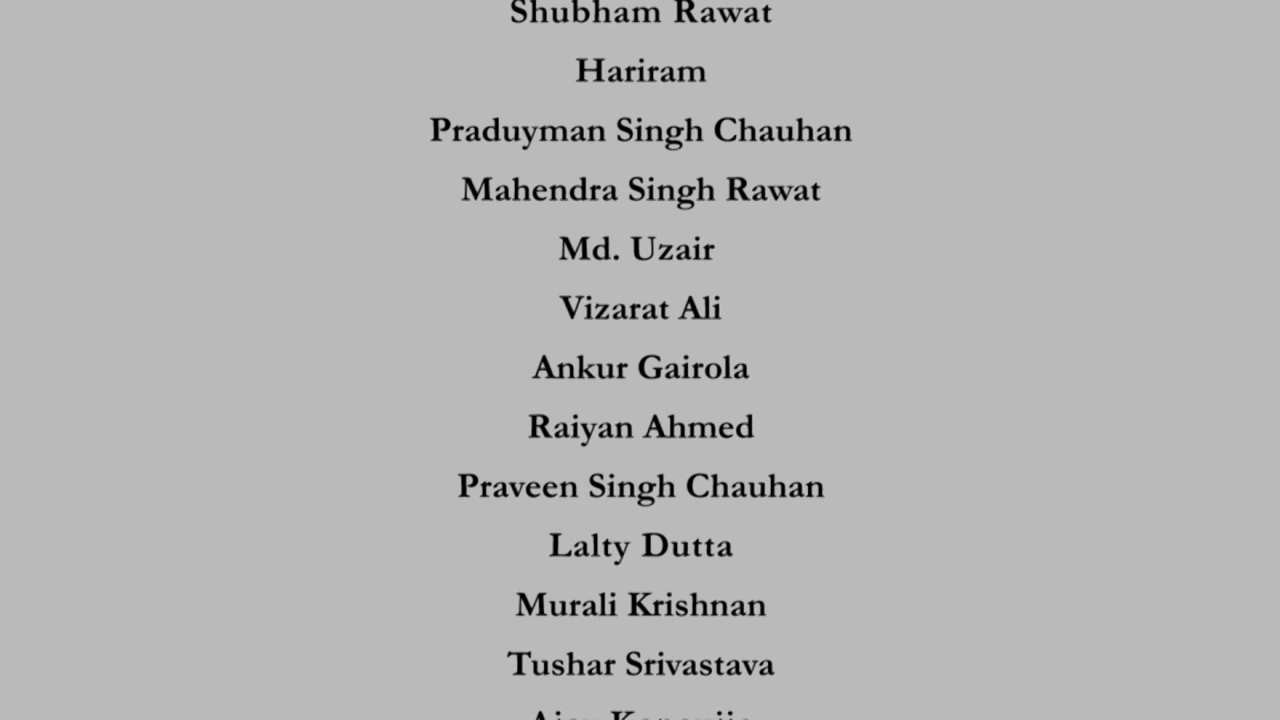 Shubham Rawat
Hariram
Praduyman Singh Chauhan
Mahendra Singh Rawat
Md. Uzair
Vizarat Ali
Ankur Gairola
Raiyan Ahmed
Praveen Singh Chauhan
Lalty Dutta
Murali Krishnan
Tushar Srivastava